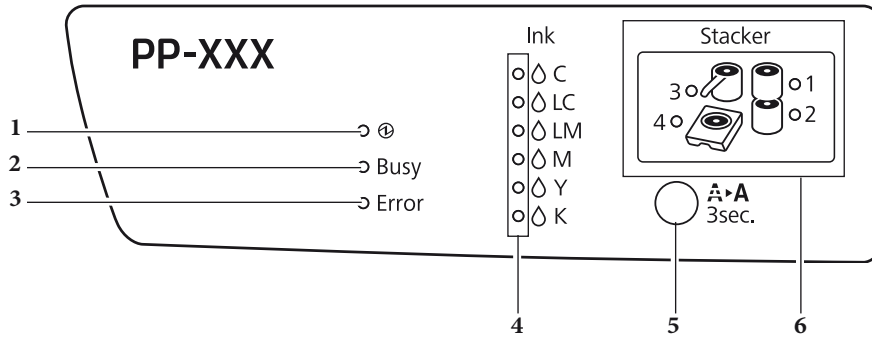 PP-XXX
Ink
C
LC
LM
M
Y
K
Stacker
3
1
4
2
1
2 Busy
3 Error
A▸A
3sec.
4
5
6